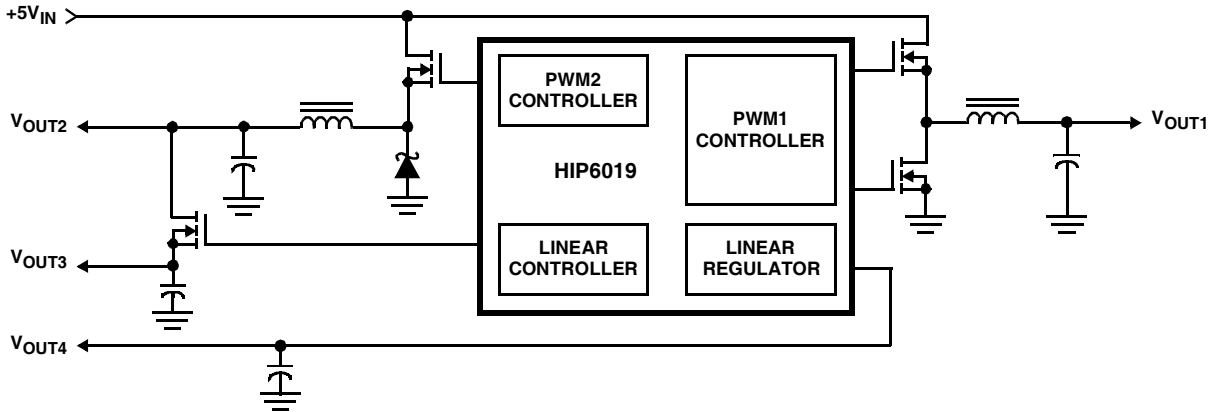 +5VIN
PWM2
CONTROLLER
PWM1
CONTROLLER
VOUT2
VOUT1
HIP6019
VOUT3
LINEAR
CONTROLLER
LINEAR
REGULATOR
VOUT4